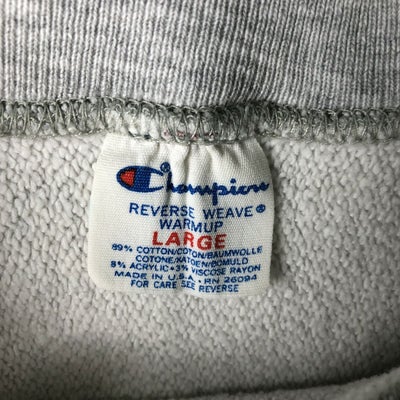 Champion
REVERSE WEAVE®
WARMUP
LARGE
89% COTTON/COTON/BAUMWOLLE
COTONE/KATOEN/BOMULD
8% ACRYLIC•3% VISCOSE RAYON
MADE IN U.S.A. RN 26094
FOR CARE SEE REVERSE